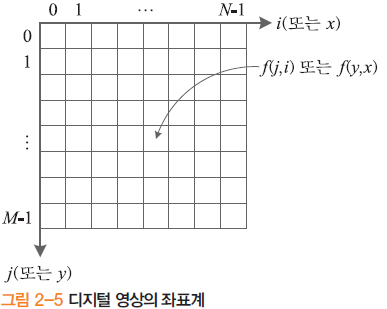 0 1 ··· N-1
i(또는 x)
0
1
f(j,i) 또는 f(y,x)
⋮
M-1
j(또는 y)
그림 2-5 디지털 영상의 좌표계